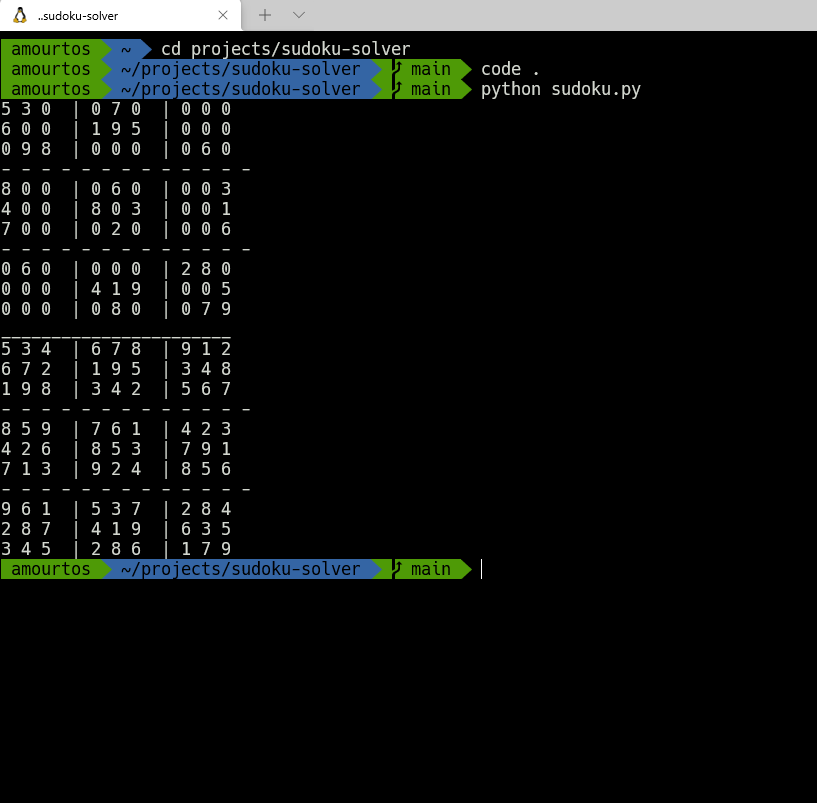 ..sudoku-solver
amourtos ~ cd projects/sudoku-solver
amourtos ~/projects/sudoku-solver main code .
amourtos ~/projects/sudoku-solver main python sudoku.py
5 3 0 | 0 7 0 | 0 0 0
6 0 0 | 1 9 5 | 0 0 0
0 9 8 | 0 0 0 | 0 6 0
- - - - - - - - - - - - -
8 0 0 | 0 6 0 | 0 0 3
4 0 0 | 8 0 3 | 0 0 1
7 0 0 | 0 2 0 | 0 0 6
- - - - - - - - - - - - -
0 6 0 | 0 0 0 | 2 8 0
0 0 0 | 4 1 9 | 0 0 5
0 0 0 | 0 8 0 | 0 7 9
_______________________
5 3 4 | 6 7 8 | 9 1 2
6 7 2 | 1 9 5 | 3 4 8
1 9 8 | 3 4 2 | 5 6 7
- - - - - - - - - - - - -
8 5 9 | 7 6 1 | 4 2 3
4 2 6 | 8 5 3 | 7 9 1
7 1 3 | 9 2 4 | 8 5 6
- - - - - - - - - - - - -
9 6 1 | 5 3 7 | 2 8 4
2 8 7 | 4 1 9 | 6 3 5
3 4 5 | 2 8 6 | 1 7 9
amourtos ~/projects/sudoku-solver main